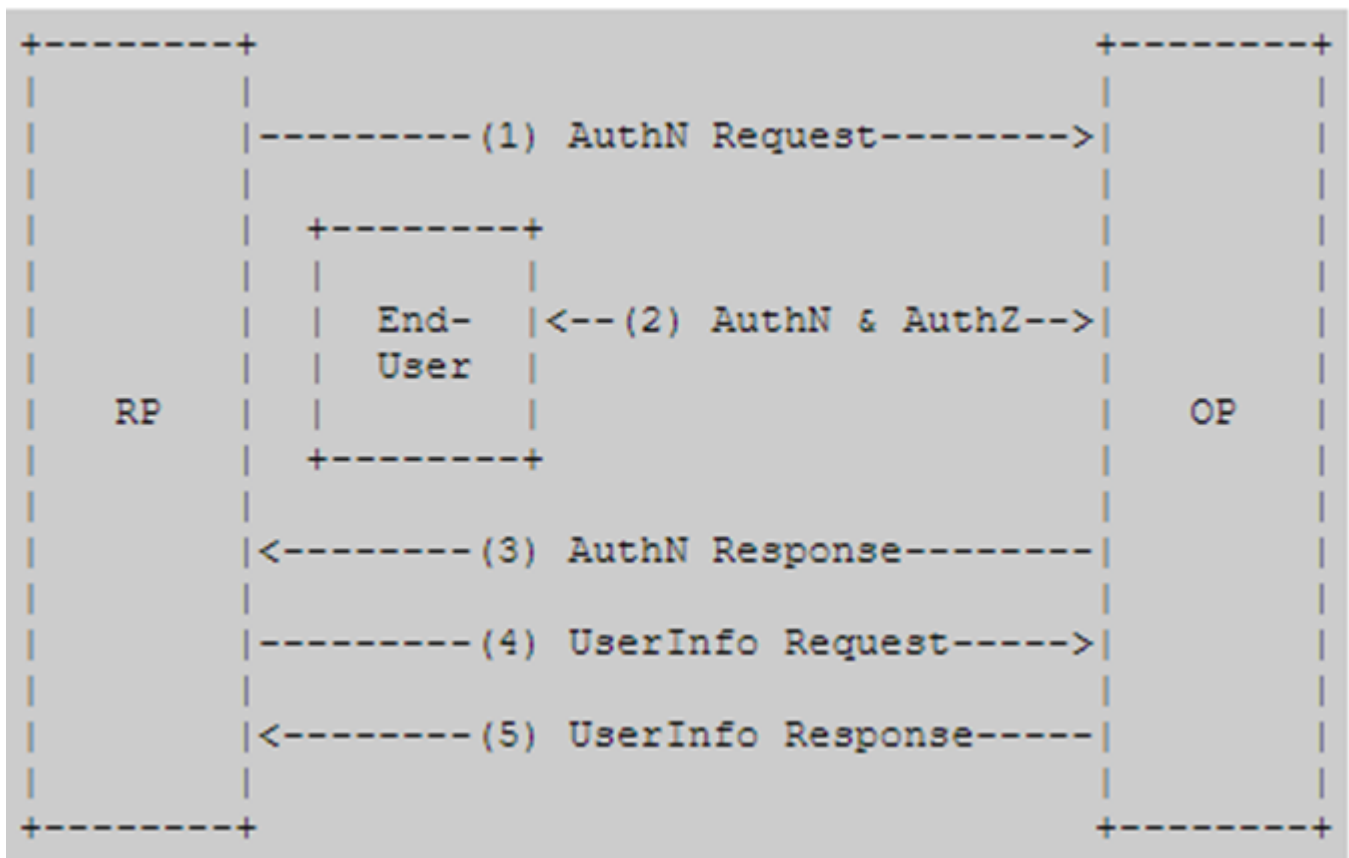 (1) AuthN Request
End-
<--(2) AuthN & AuthZ-->
User
RP
OP
(3) AuthN Response
(4) UserInfo Request
(5) UserInfo Response